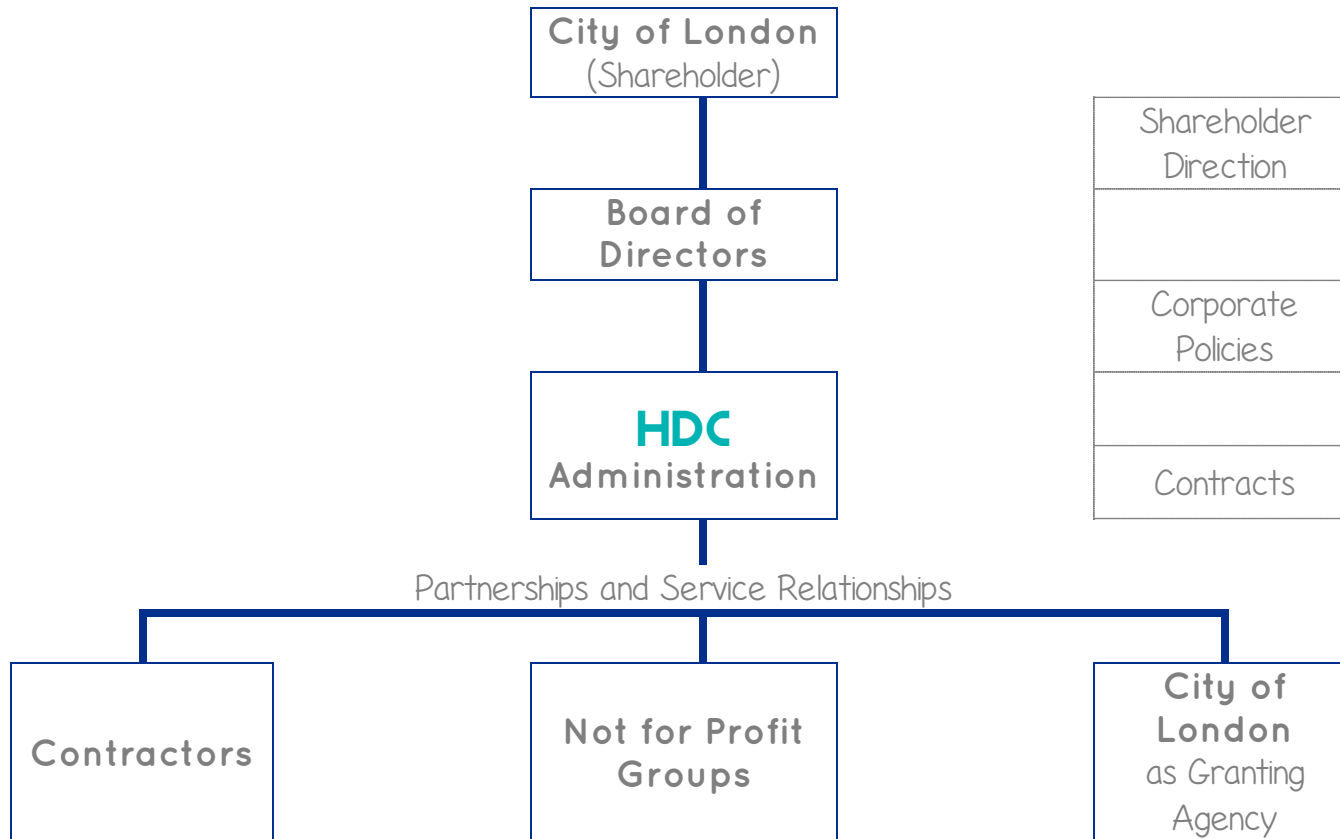 City of London
(Shareholder)
Shareholder
Direction
Board of
Directors
Corporate
Policies
HDC
Administration
Contracts
Partnerships and Service Relationships
Contractors
Not for Profit
Groups
City of
London
as Granting
Agency